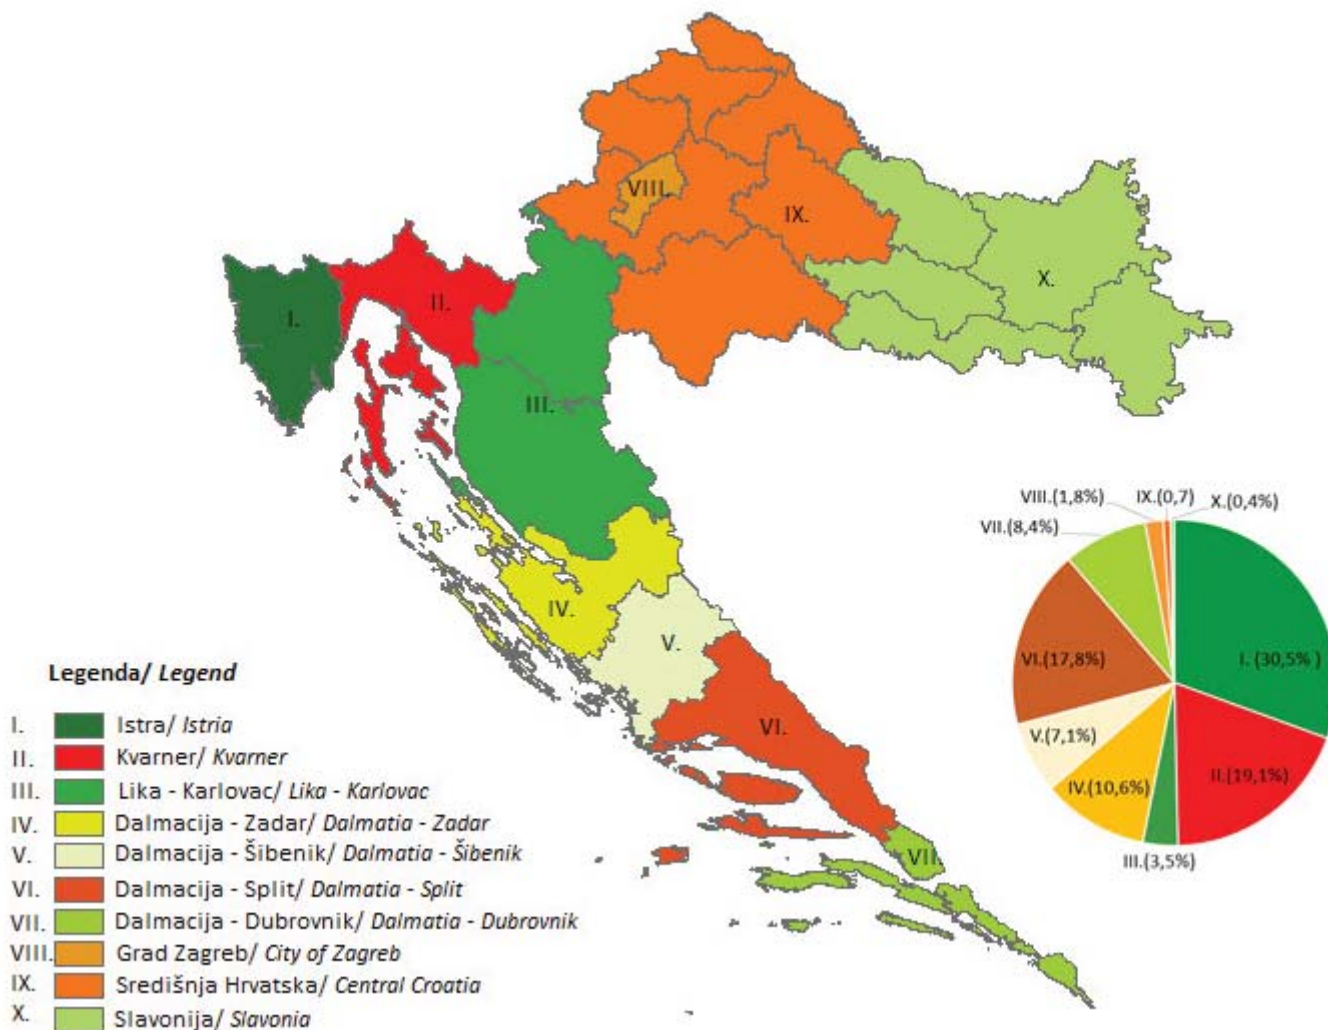 VIII.
IX.
X.
I.
II.
III.
IV.
V.
VI.
VII.
VIII.(1,8%)
IX.(0,7)
X.(0,4%)
VII.(8,4%)
VI.(17,8%)
I. (30,5% )
V.(7,1%)
IV.(10,6%)
II.(19,1%)
III.(3,5%)
Legenda/ Legend
I. Istra/ Istria
II. Kvarner/ Kvarner
III. Lika - Karlovac/ Lika - Karlovac
IV. Dalmacija - Zadar/ Dalmatia - Zadar
V. Dalmacija - Šibenik/ Dalmatia - Šibenik
VI. Dalmacija - Split/ Dalmatia - Split
VII. Dalmacija - Dubrovnik/ Dalmatia - Dubrovnik
VIII. Grad Zagreb/ City of Zagreb
IX. Središnja Hrvatska/ Central Croatia
X. Slavonija/ Slavonia